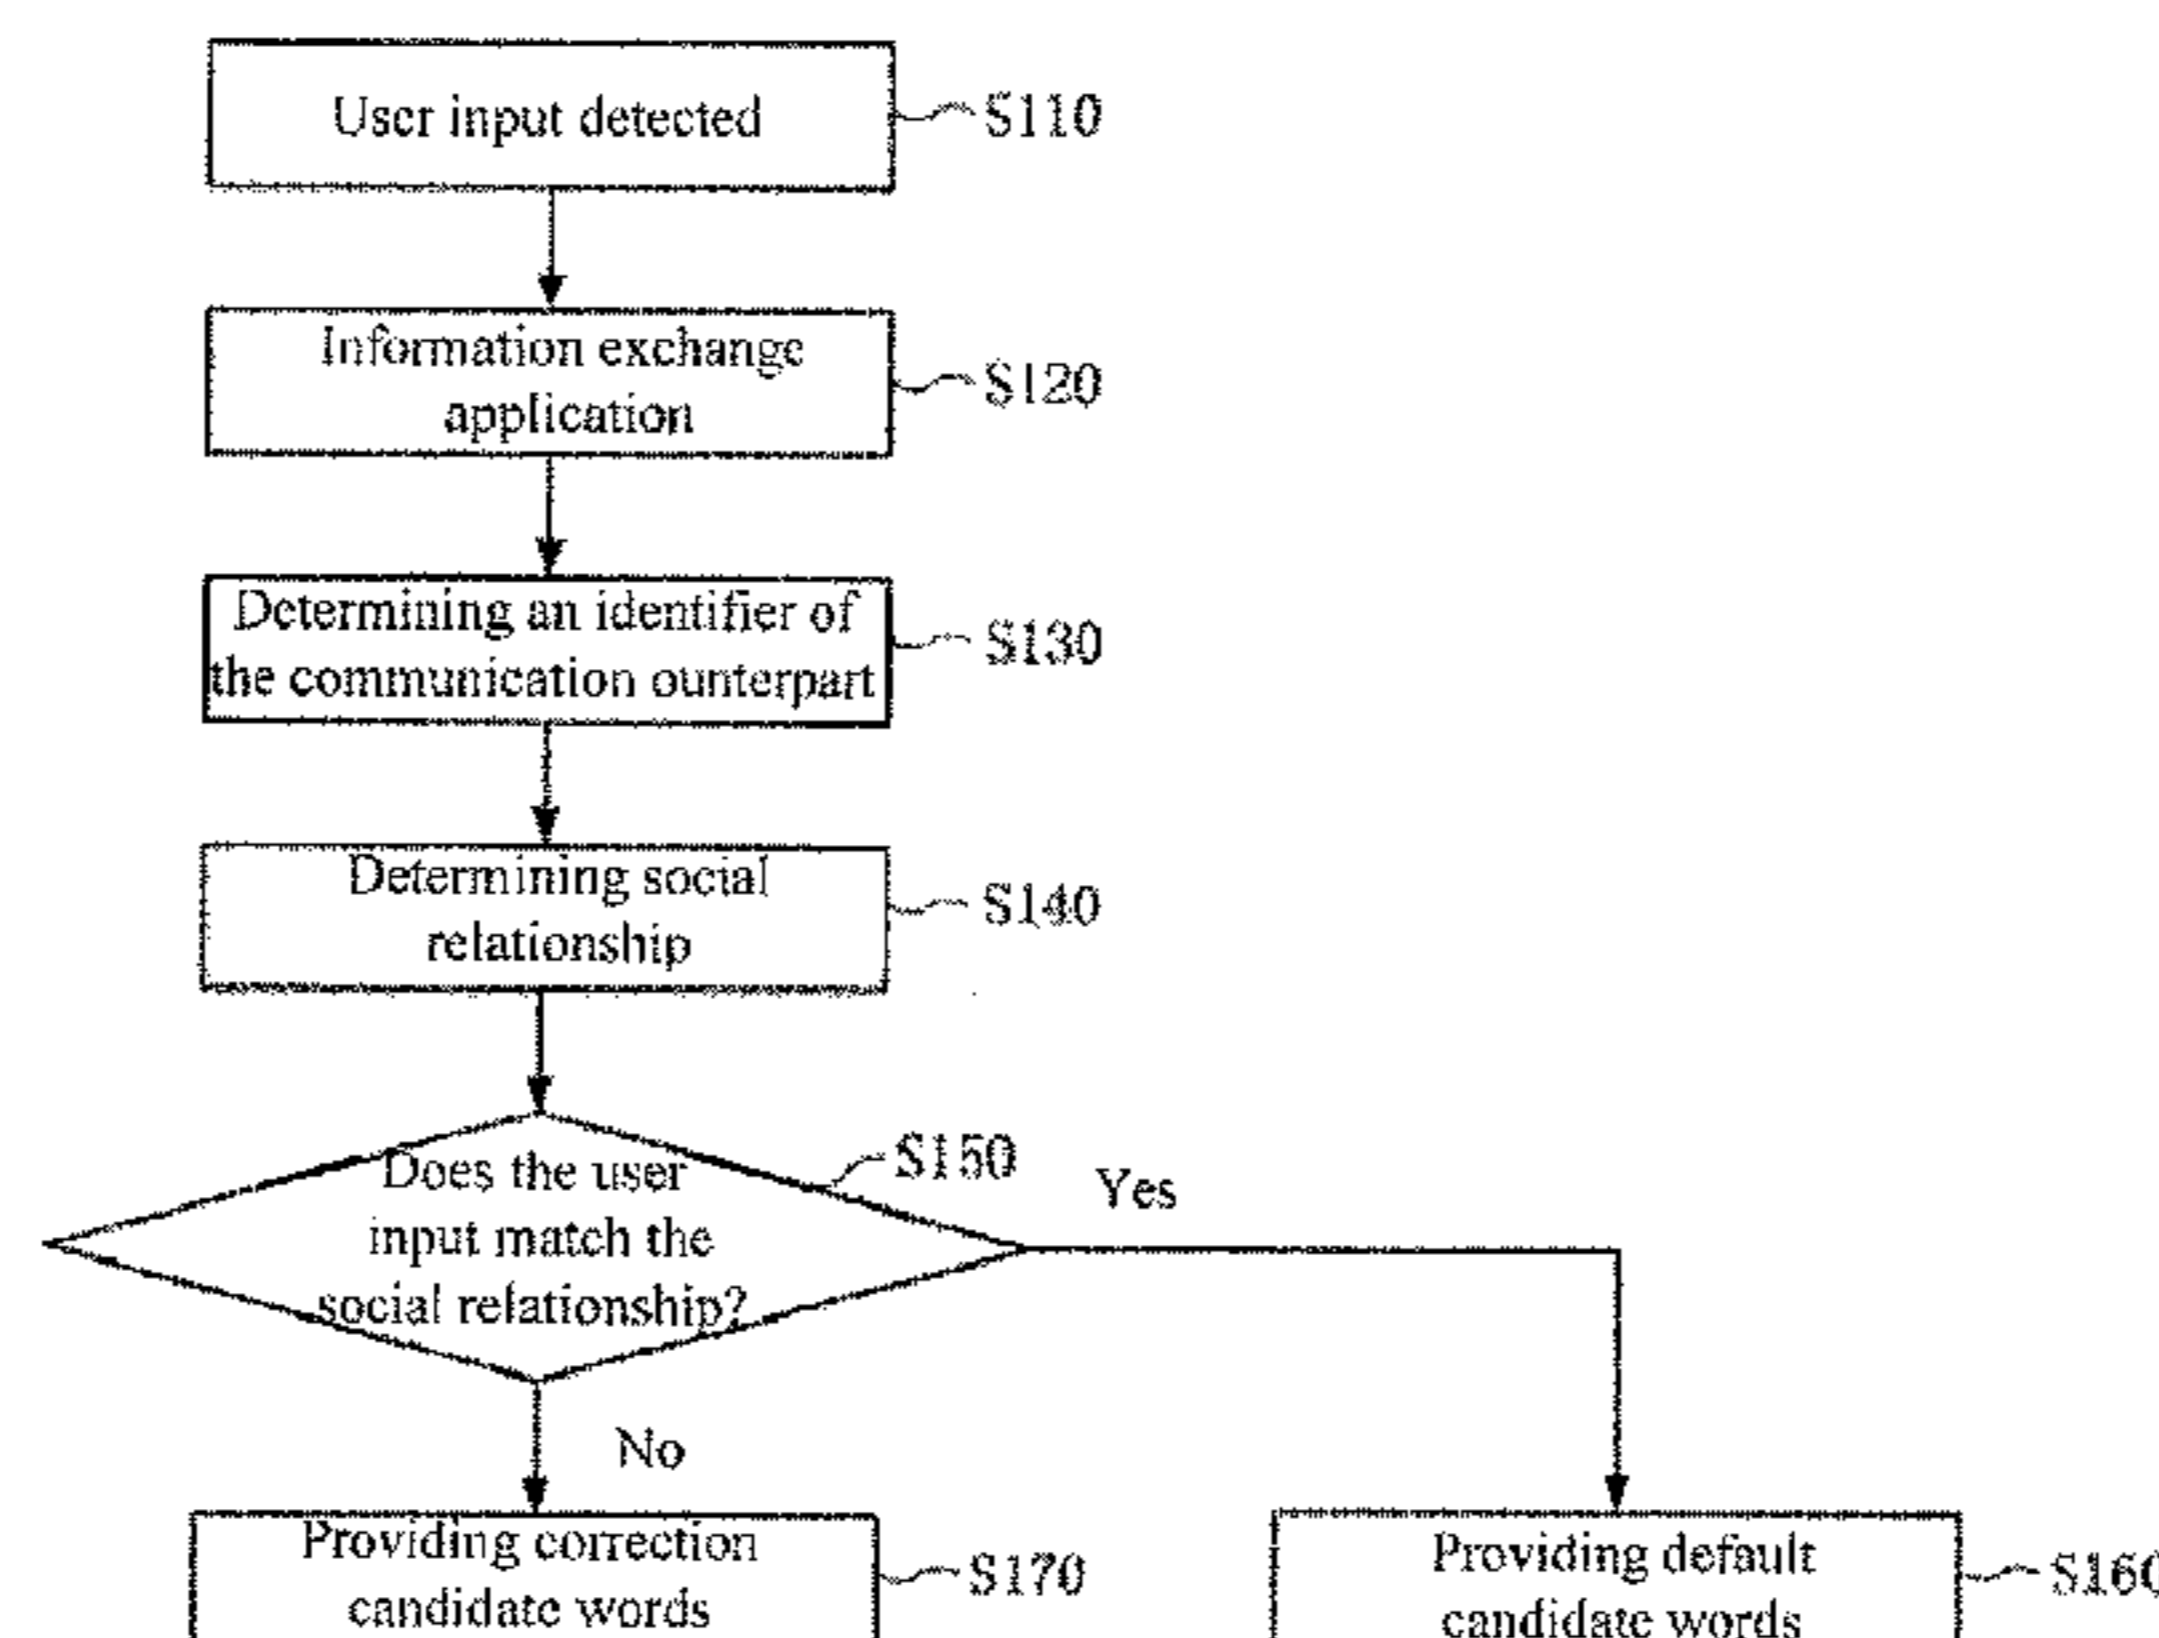 User input detected
S110
Information exchange
application
S120
Determining an identifier of
the communication ounterpart
S130
Determining social
relationship
S140
Does the user
input match the
social relationship?
S150
Yes
No
Providing correction
candidate words
S170
Providing default
candidate words
S160